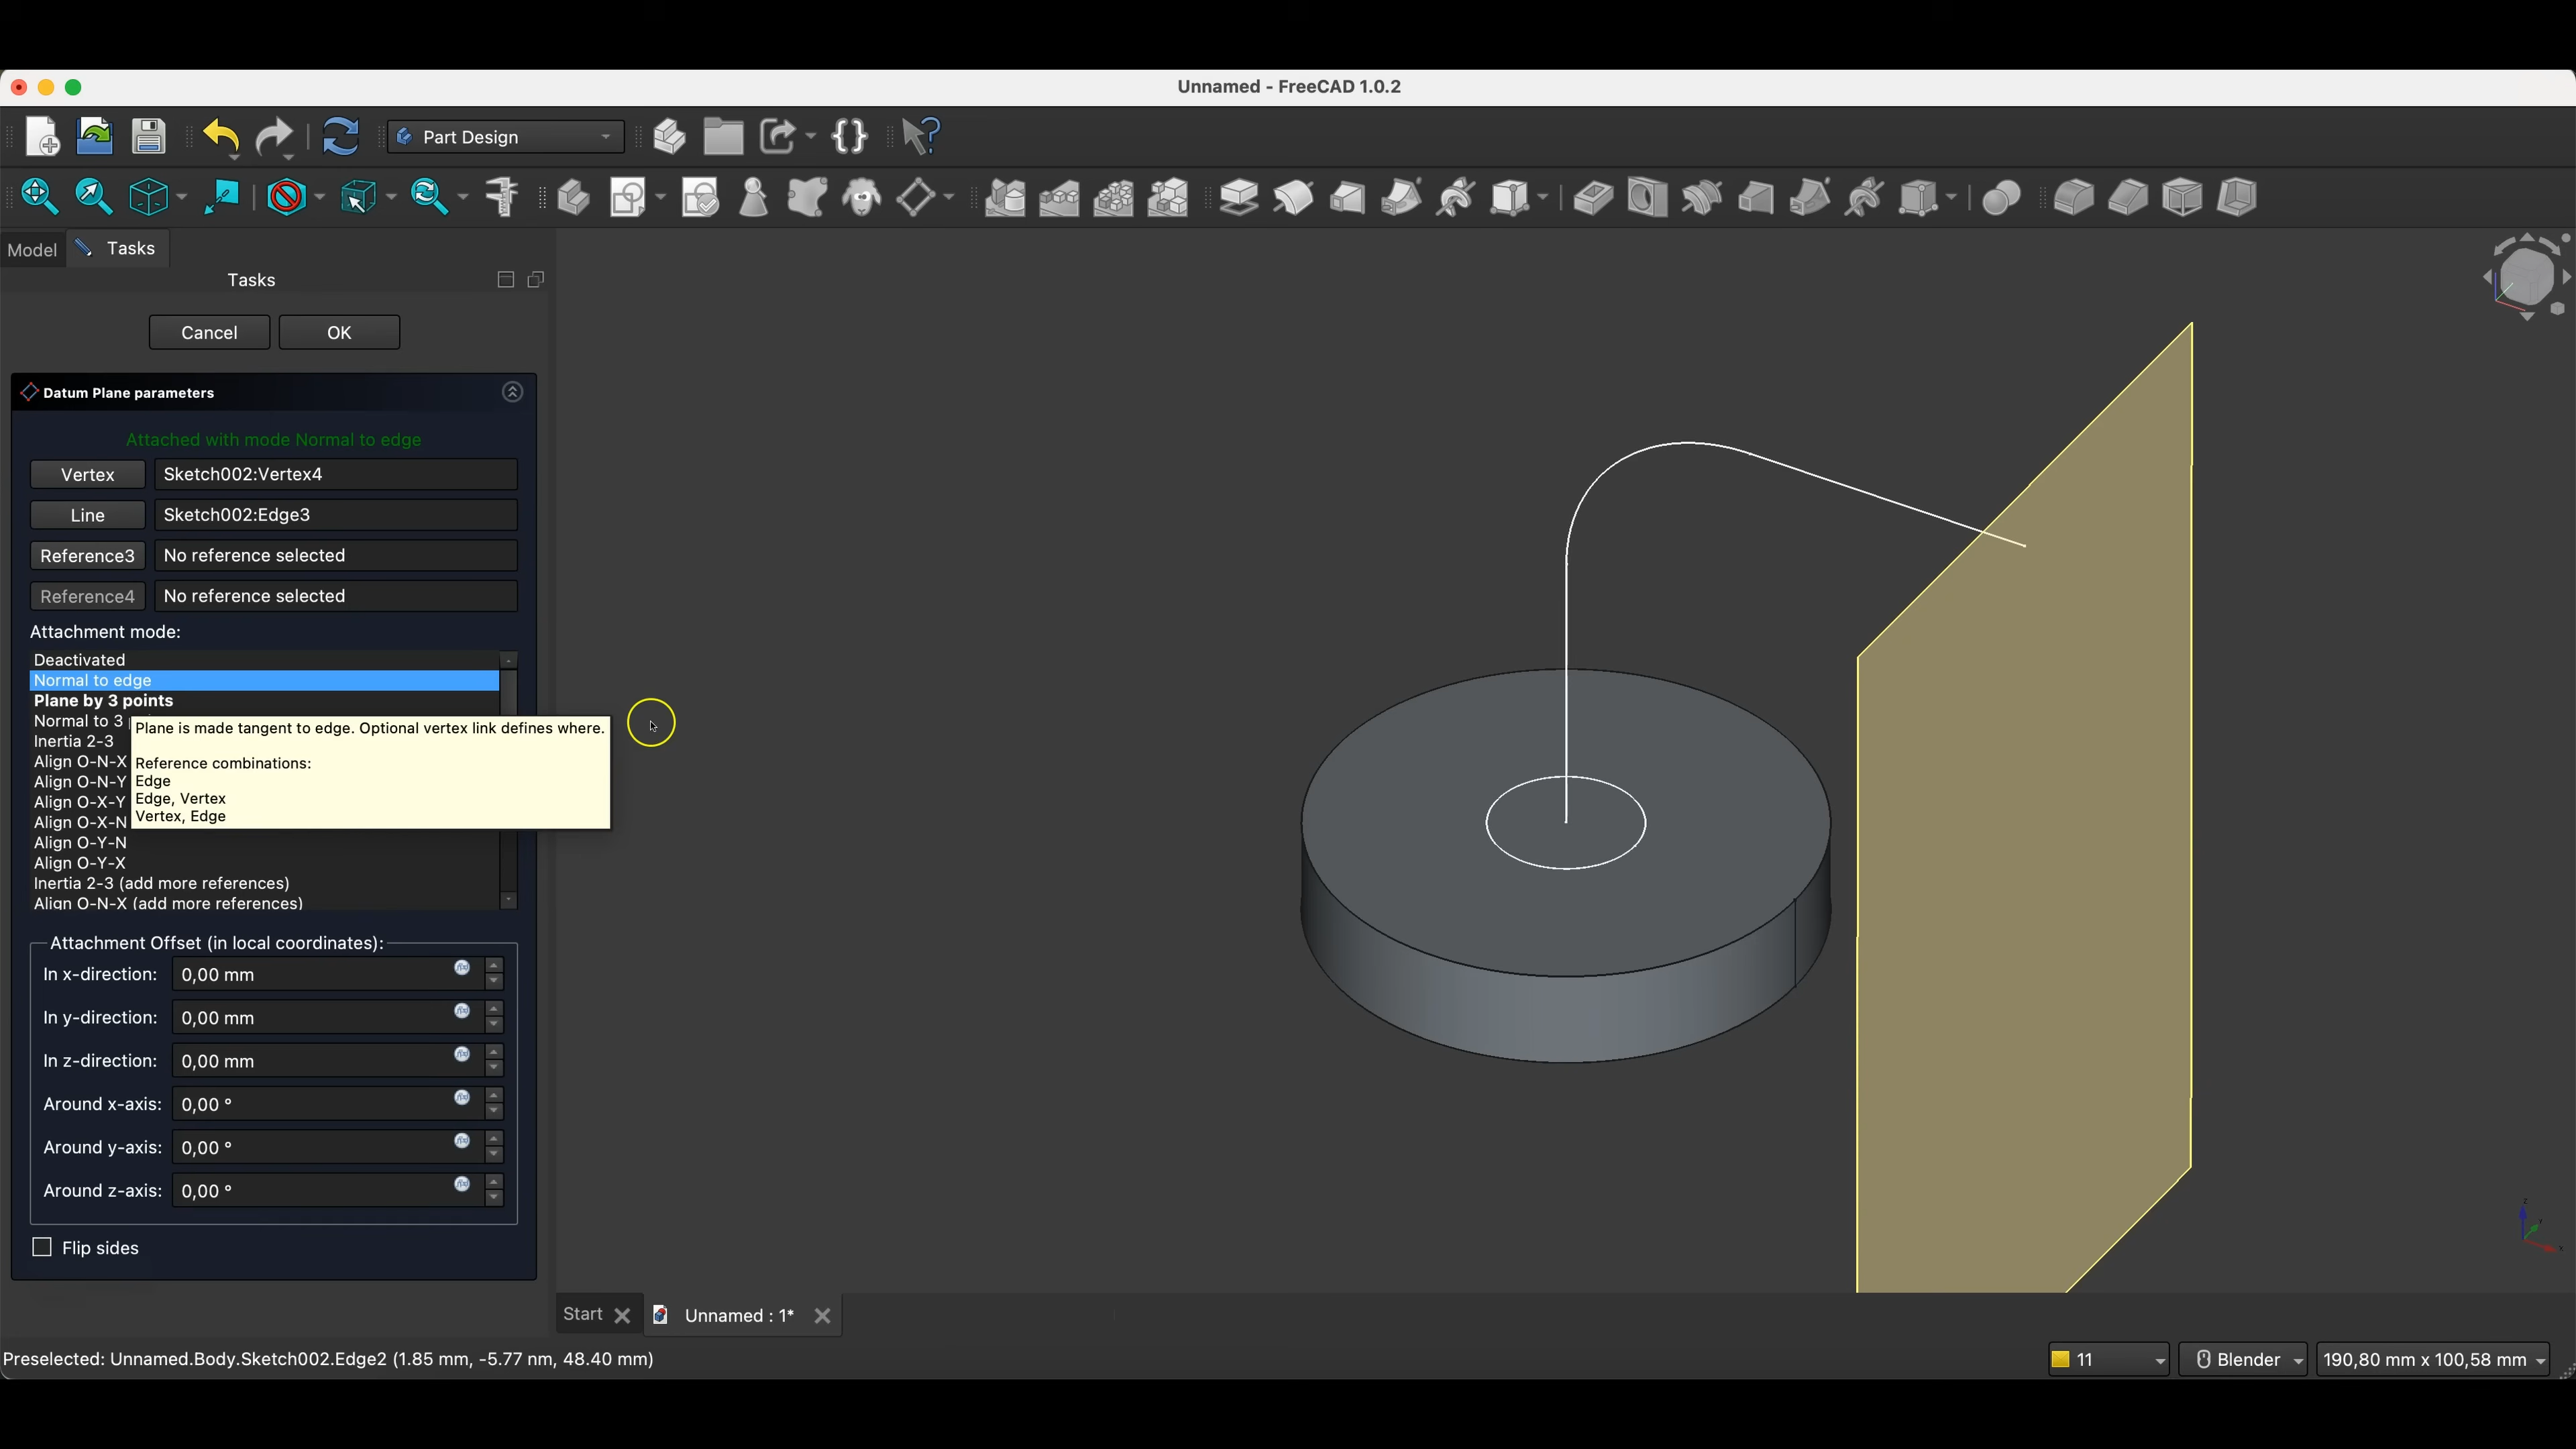 Unnamed - FreeCAD 1.0.2
Part Design
Model
Tasks
Tasks
Cancel
OK
Datum Plane parameters
Attached with mode Normal to edge
Vertex
Sketch002:Vertex4
Line
Sketch002:Edge3
Reference3
No reference selected
Reference4
No reference selected
Attachment mode:
Deactivated
Normal to edge
Plane by 3 points
Normal to 3
Inertia 2-3
Align O-N-X
Align O-N-Y
Align O-X-Y
Align O-X-N
Align O-Y-N
Align O-Y-X
Inertia 2-3 (add more references)
Align O-N-X (add more references)
Plane is made tangent to edge. Optional vertex link defines where.
Reference combinations:
Edge
Edge, Vertex
Vertex, Edge
Attachment Offset (in local coordinates):
In x-direction:
0,00 mm
In y-direction:
0,00 mm
In z-direction:
0,00 mm
Around x-axis:
0,00 °
Around y-axis:
0,00 °
Around z-axis:
0,00 °
Flip sides
Start
Unnamed : 1*
Preselected: Unnamed.Body.Sketch002.Edge2 (1.85 mm, -5.77 nm, 48.40 mm)
11
Blender
190,80 mm x 100,58 mm